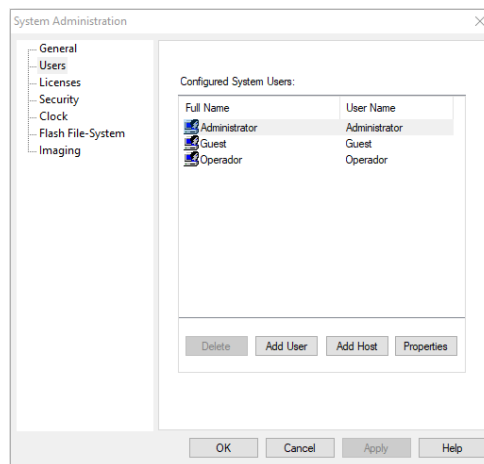 System Administration
General
Users
Licenses
Security
Clock
Flash File-System
Imaging
Configured System Users:
Full Name User Name
Administrator Administrator
Guest Guest
Operador Operador
Delete Add User Add Host Properties
OK Cancel Apply Help